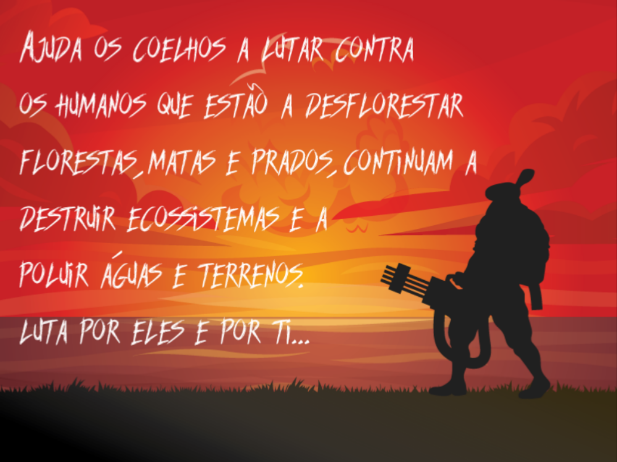 Ajuda os coelhos a lutar contra
os humanos que estão a desflorestar
florestas, matas e prados, continuam a
destruir ecossistemas e a
poluir águas e terrenos.
luta por eles e por ti...